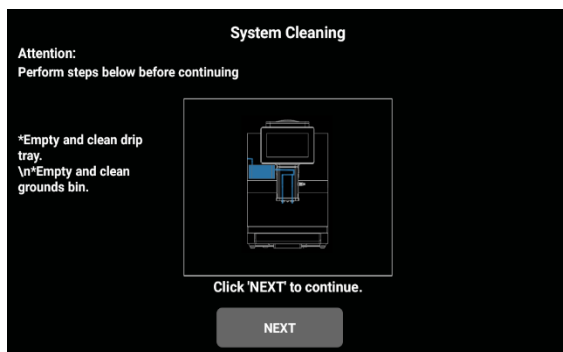 System Cleaning
Attention:
Perform steps below before continuing
*Empty and clean drip
tray.
\n*Empty and clean
grounds bin.
Click 'NEXT' to continue.
NEXT